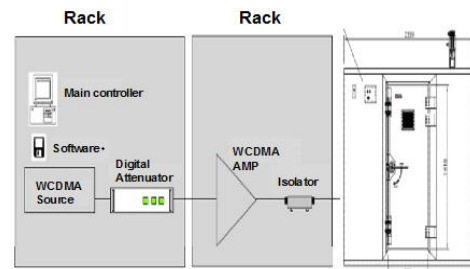 Rack
Rack
Main controller
Software
WCDMA
Source
Digital
Attenuator
WCDMA
AMP
Isolator